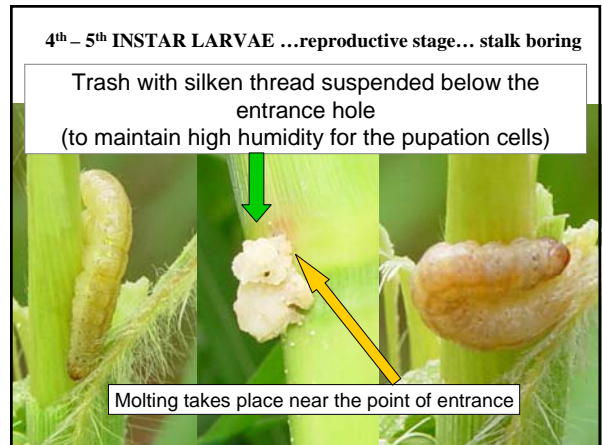 4th – 5th INSTAR LARVAE ...reproductive stage... stalk boring
Trash with silken thread suspended below the
entrance hole
(to maintain high humidity for the pupation cells)
Molting takes place near the point of entrance